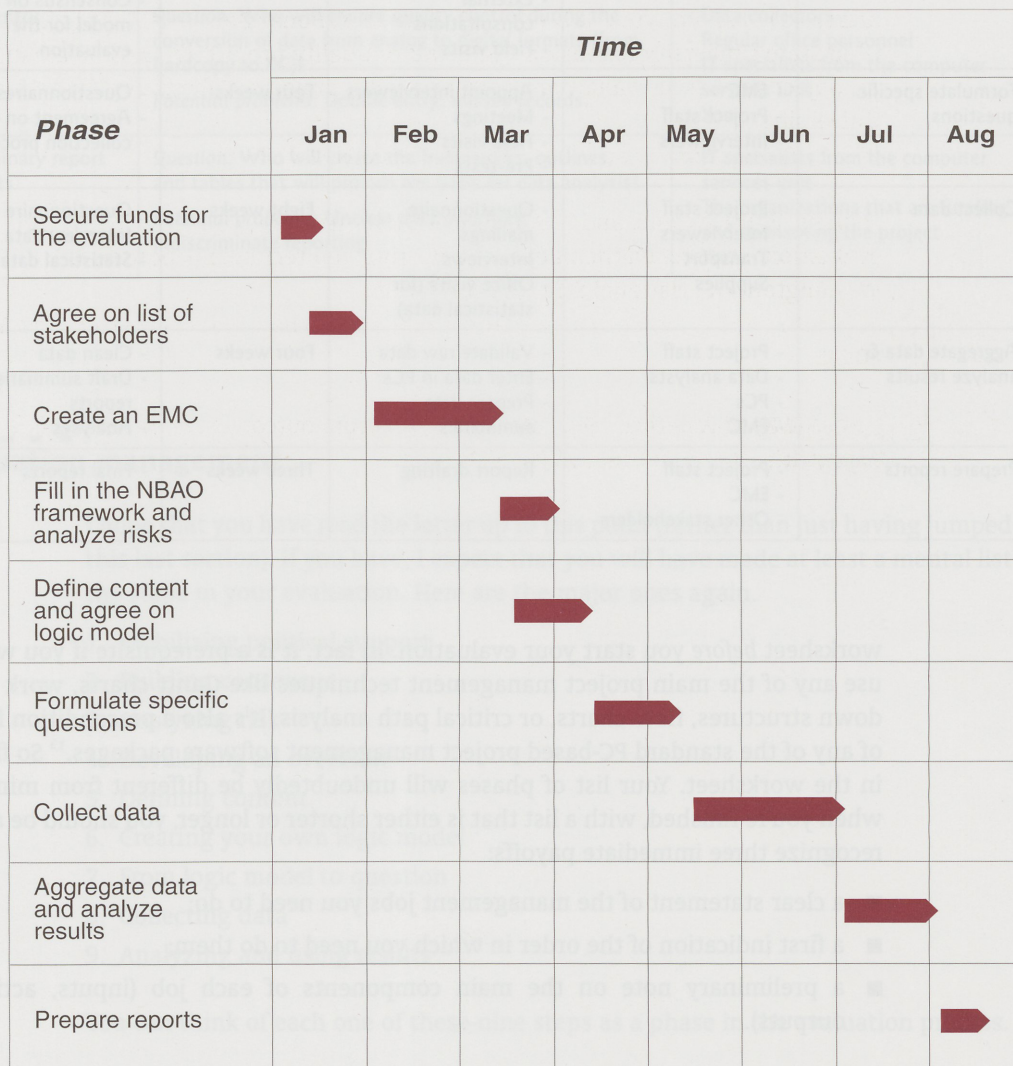 Time
Phase
Jan Feb Mar Apr May Jun Jul Aug
Secure funds for
the evaluation
Agree on list of
stakeholders
Create an EMC
Fill in the NBAO
framework and
analyze risks
Define content
and agree on
logic model
Formulate specific
questions
Collect data
Aggregate data
and analyze
results
Prepare reports